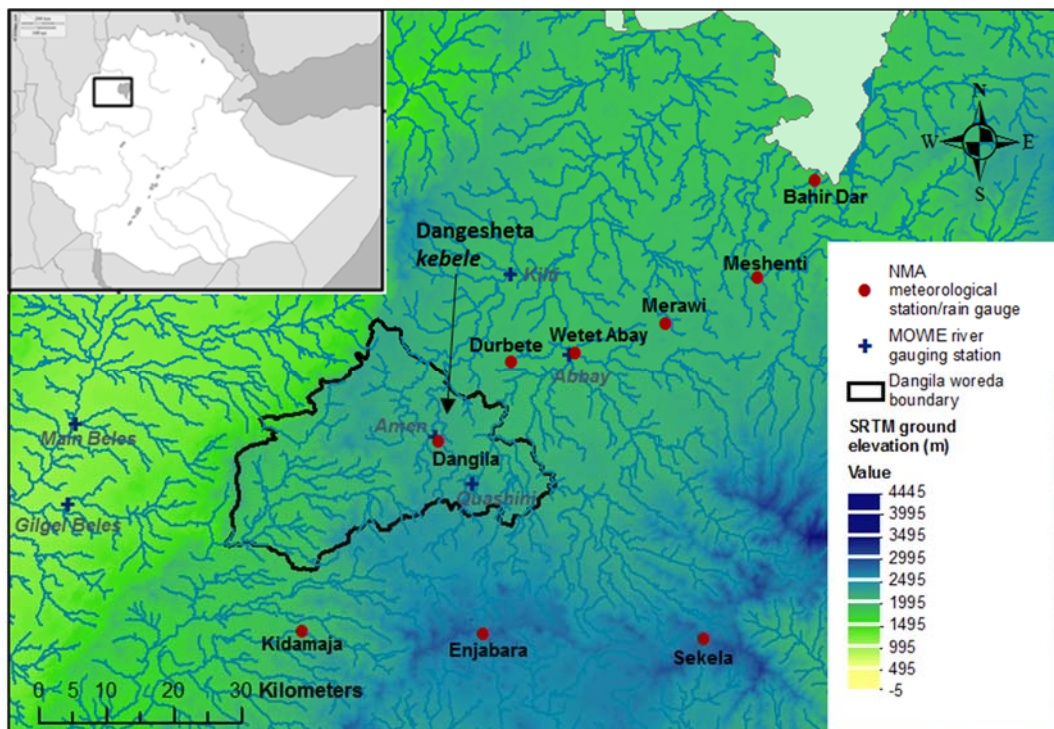 N
W
E
S
Bahir Dar
Dangesheta
kebele
Kilti
Meshenti
Merawi
Wetet Abay
Durbete
Abbay
Main Beles
Amen
Dangila
Quashini
Gilgel Beles
Kidamaja
Enjabara
Sekela
0 5 10 20 30 Kilometers
NMA
meteorological
station/rain gauge
MOWIE river
gauging station
Dangila woreda
boundary
SRTM ground
elevation (m)
Value
4445
3995
3495
2995
2495
1995
1495
995
495
-5